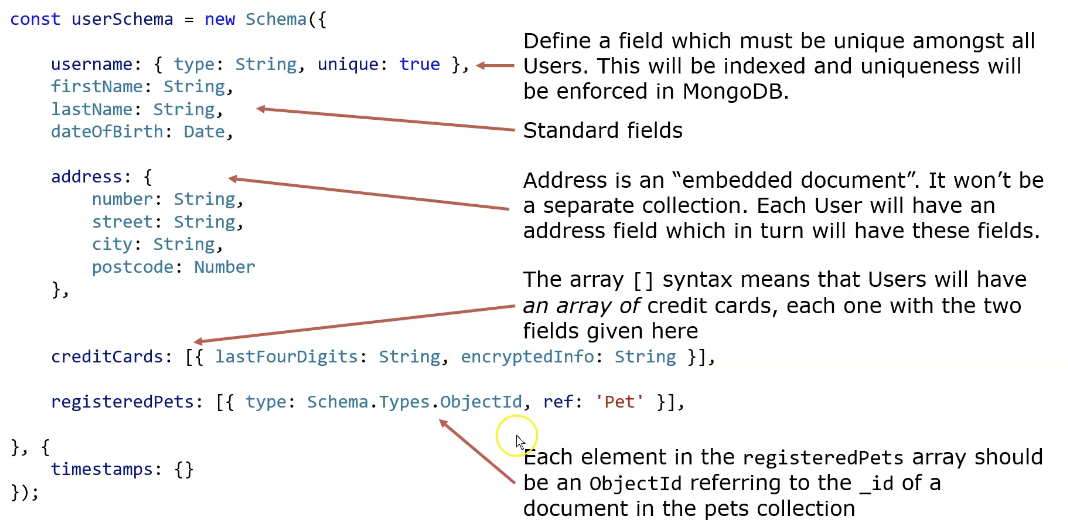 const userSchema = new Schema({
username: { type: String, unique: true },
firstName: String,
lastName: String,
dateOfBirth: Date,
address: {
number: String,
street: String,
city: String,
postcode: Number
},
creditCards: [{ lastFourDigits: String, encryptedInfo: String }],
registeredPets: [{ type: Schema.Types.ObjectId, ref: 'Pet' }],
}, {
timestamps: {}
});
Define a field which must be unique amongst all
Users. This will be indexed and uniqueness will
be enforced in MongoDB.
Standard fields
Address is an “embedded document”. It won’t be
a separate collection. Each User will have an
address field which in turn will have these fields.
The array [] syntax means that Users will have
an array of credit cards, each one with the two
fields given here
Each element in the registeredPets array should
be an ObjectId referring to the _id of a
document in the pets collection